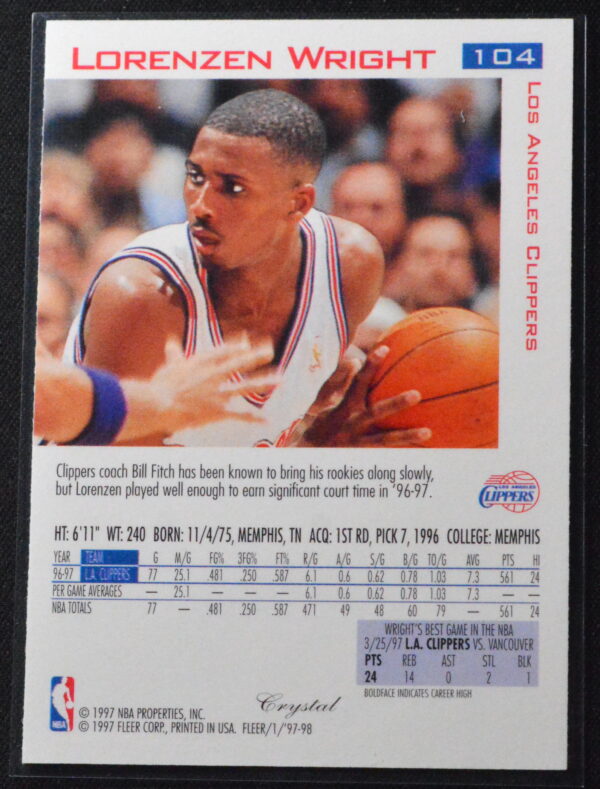 LORENZEN WRIGHT 104
LOS ANGELES CLIPPERS
Clippers coach Bill Fitch has been known to bring his rookies along slowly,
but Lorenzen played well enough to earn significant court time in '96-97.
LOS ANGELES
CLIPPERS
HT: 6'11" WT: 240 BORN: 11/4/75, MEMPHIS, TN ACQ: 1ST RD, PICK 7, 1996 COLLEGE: MEMPHIS
YEAR TEAM G M/G FG% 3FG% FT% R/G A/G S/G B/G TO/G AVG PTS HI
96-97 L.A. CLIPPERS 77 25.1 .481 .250 .587 6.1 0.6 0.62 0.78 1.03 7.3 561 24
PER GAME AVERAGES — 25.1 — — — 6.1 0.6 0.62 0.78 1.03 7.3 — —
NBA TOTALS 77 — .481 .250 .587 471 49 48 60 79 — 561 24
WRIGHT'S BEST GAME IN THE NBA
3/25/97 L.A. CLIPPERS VS. VANCOUVER
PTS REB AST STL BLK
24 14 0 2 1
BOLDFACE INDICATES CAREER HIGH
Crystal
NBA
© 1997 NBA PROPERTIES, INC.
© 1997 FLEER CORP., PRINTED IN USA. FLEER/1/'97-98